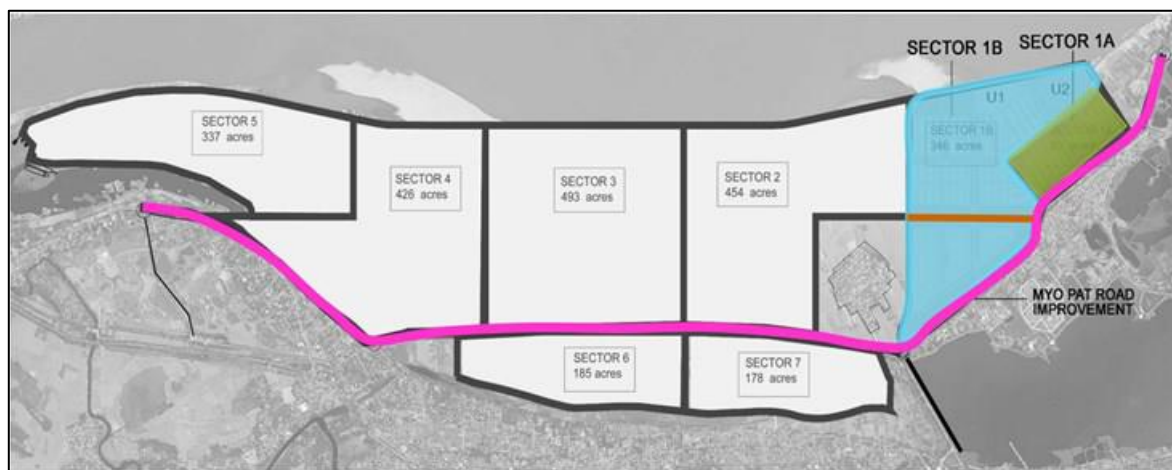 SECTOR 1B
SECTOR 1A
U1
U2
SECTOR 5
337 acres
SECTOR 4
426 acres
SECTOR 3
493 acres
SECTOR 2
454 acres
SECTOR 1B
346 acres
MYO PAT ROAD
IMPROVEMENT
SECTOR 6
185 acres
SECTOR 7
178 acres